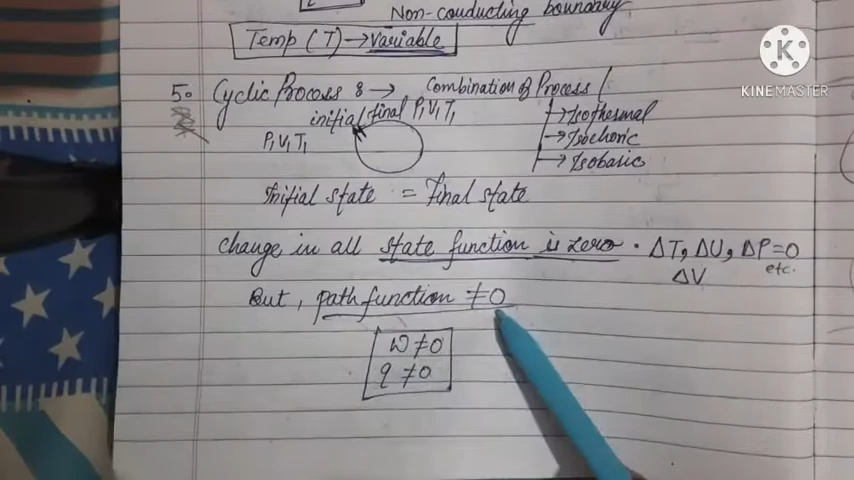 Non-conducting boundary
Temp (T) → Variable
K
KINEMASTER
5. Cyclic Process :→ Combination of Process
→ Isothermal
→ Isochoric
→ Isobaric
initial final P₁V₁T₁
P₁V₁T₁
Initial state = Final state
Change in all state function is zero. ΔT, ΔU, ΔP=0
ΔV etc.
But, path function ≠0
W ≠0
q ≠0